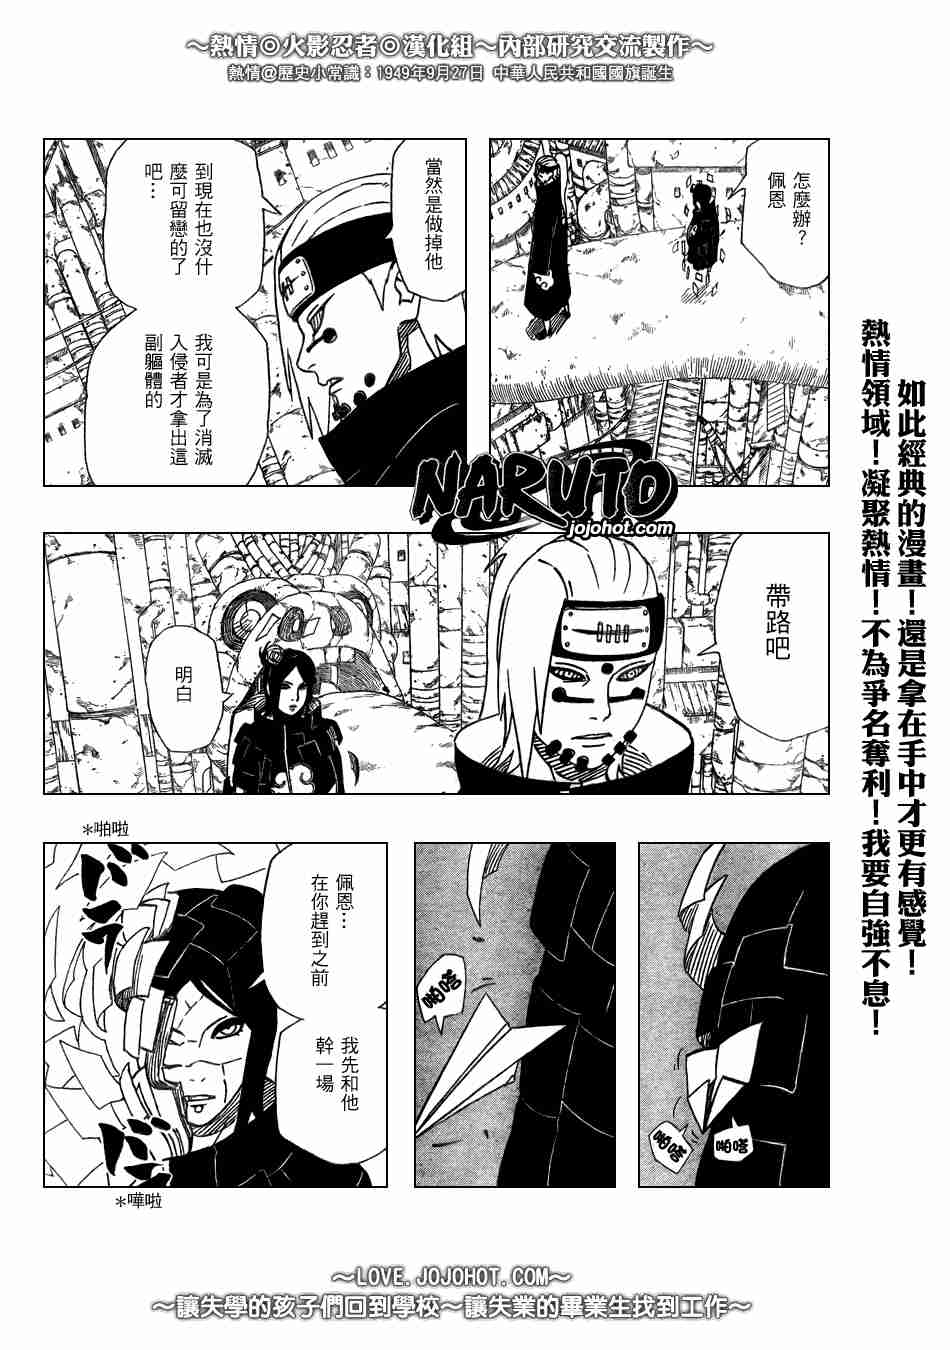 ～熱情◎火影忍者◎漢化組～內部研究交流製作～
熱情@歷史小常識：1949年9月27日 中華人民共和國國旗誕生
怎麼辦？
佩恩
當然是做掉他
到現在也沒什
麼可留戀的了
吧…
我可是為了消滅
入侵者才拿出這
副軀體的
NARUTO
jojohot.com
帶路吧
明白
如此經典的漫畫！還是拿在手中才更有感覺！
熱情領域！凝聚熱情！不為爭名奪利！我要自強不息！
啪嗒
啪嗒
啪嗒
＊啪啦
佩恩…
在你趕到之前
我先和他
幹一場
＊嘩啦
～LOVE.JOJOHOT.COM～
～讓失學的孩子們回到學校～讓失業的畢業生找到工作～